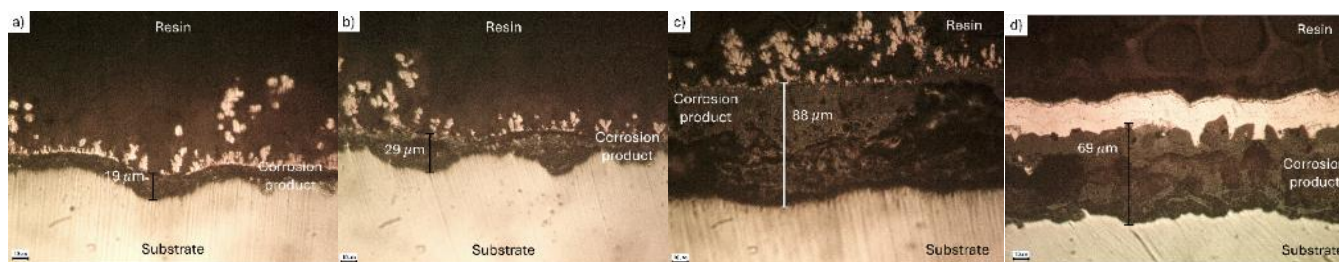 a)
Resin
19 μm
Corrosion
product
Substrate
b)
Resin
29 μm
Corrosion
product
Substrate
c)
Resin
Corrosion
product
88 μm
Substrate
d)
Resin
69 μm
Corrosion
product
Substrate